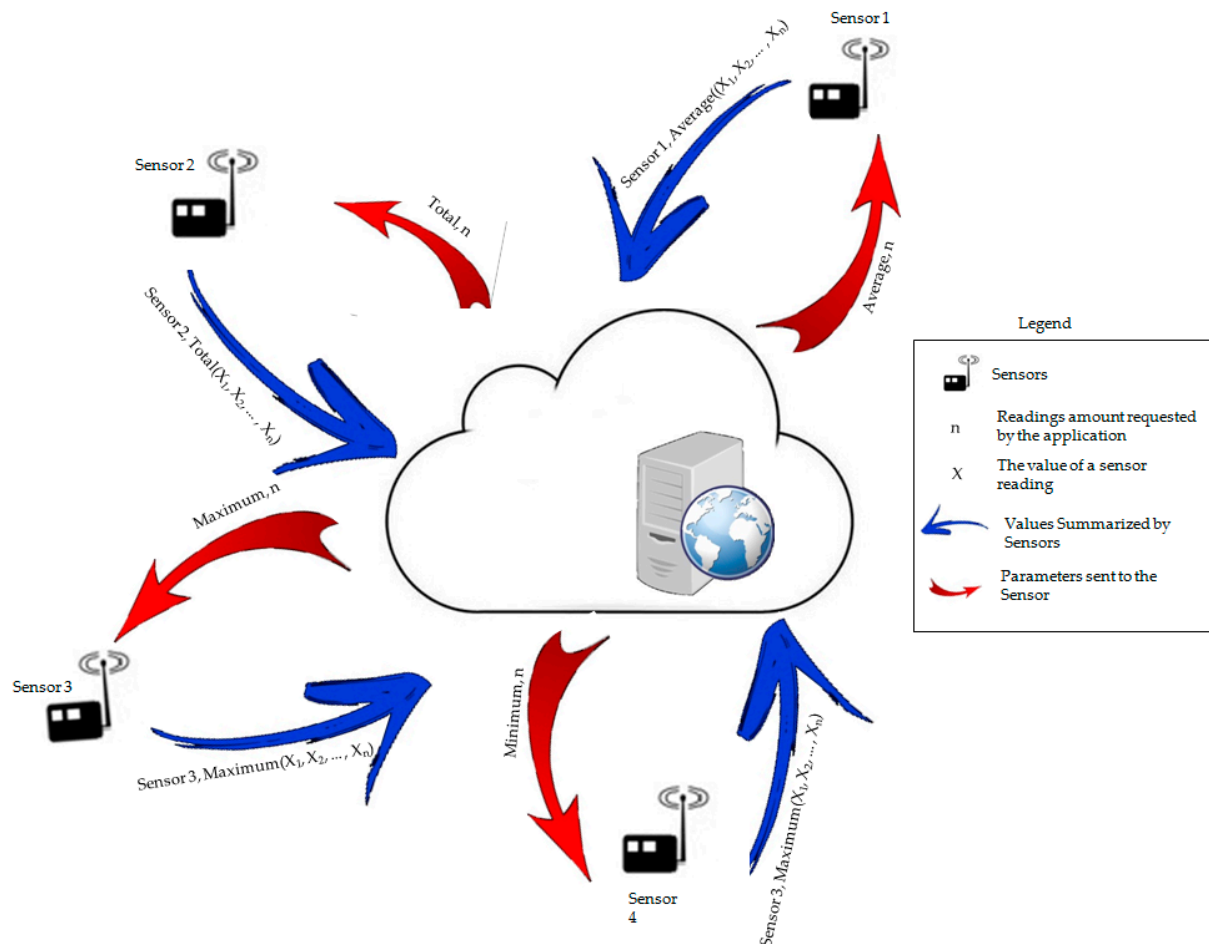 Sensor 1
Sensor 1, Average((X₁, X₂, ... , Xₙ)
Average, n
Sensor 2
Total, n
Sensor 2, Total(X₁, X₂, ... , Xₙ)
Maximum, n
Sensor 3
Sensor 3, Maximum(X₁, X₂, ... , Xₙ)
Minimum, n
Sensor
4
Sensor 3, Maximum(X₁, X₂, ... , Xₙ)
Legend
Sensors
n
Readings amount requested
by the application
X
The value of a sensor
reading
Values Summarized by
Sensors
Parameters sent to the
Sensor